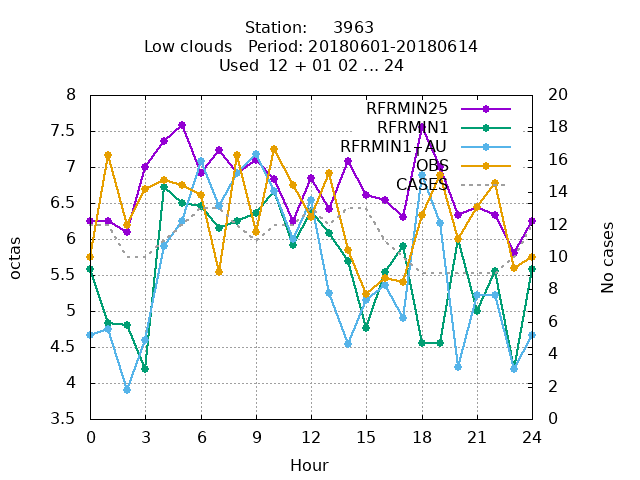 Station: 3963
Low clouds Period: 20180601-20180614
Used 12 + 01 02 ... 24
8
7.5
7
6.5
6
5.5
5
4.5
4
3.5
octas
RFRMIN25
RFRMIN1
RFRMIN1+AU
OBS
CASES
20
18
16
14
12
10
8
6
4
2
0
No cases
0 3 6 9 12 15 18 21 24
Hour